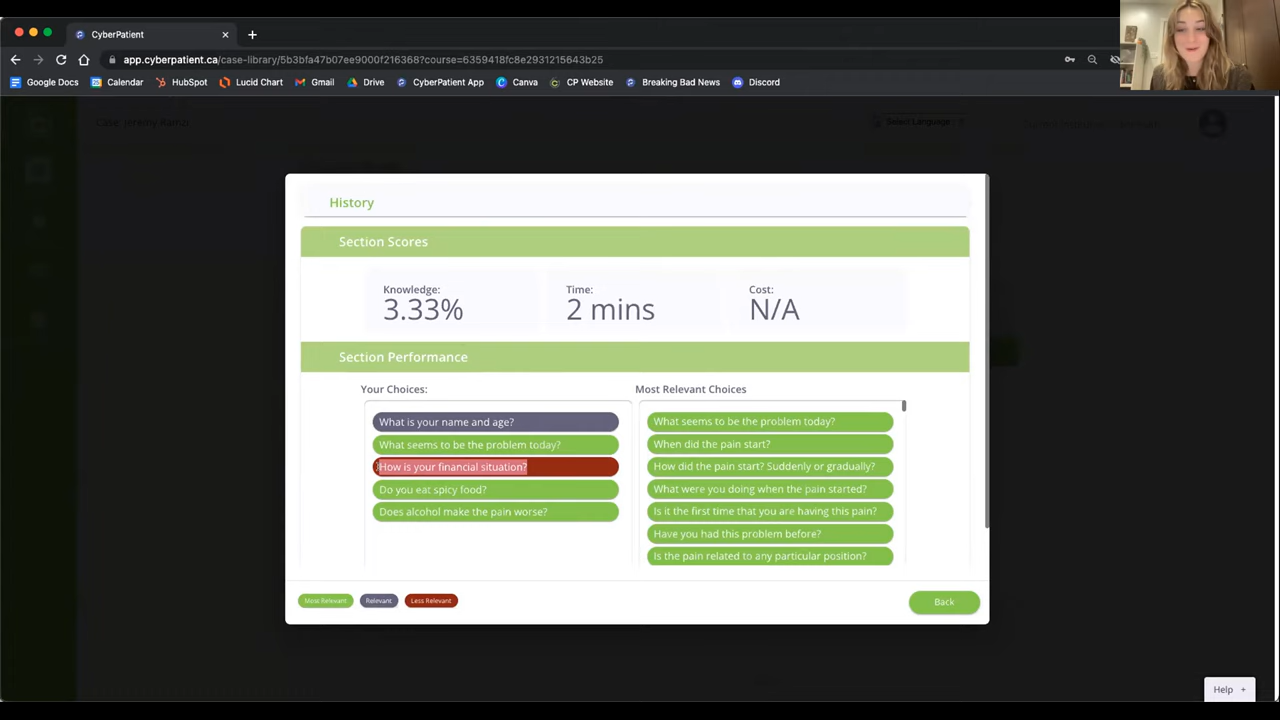 CyberPatient
app.cyberpatient.ca/case-library/5b3bfa47b07ee9000f216368?course=6359418fc8e2931215643b25
Google Docs
Calendar
HubSpot
Lucid Chart
Gmail
Drive
CyberPatient App
Canva
CP Website
Breaking Bad News
Discord
Case: Jeremy Ramzi
Select Language
History
Section Scores
Knowledge:
3.33%
Time:
2 mins
Cost:
N/A
Section Performance
Your Choices:
What is your name and age?
What seems to be the problem today?
How is your financial situation?
Do you eat spicy food?
Does alcohol make the pain worse?
Most Relevant Choices
What seems to be the problem today?
When did the pain start?
How did the pain start? Suddenly or gradually?
What were you doing when the pain started?
Is it the first time that you are having this pain?
Have you had this problem before?
Is the pain related to any particular position?
Most Relevant
Relevant
Less Relevant
Back
Help +